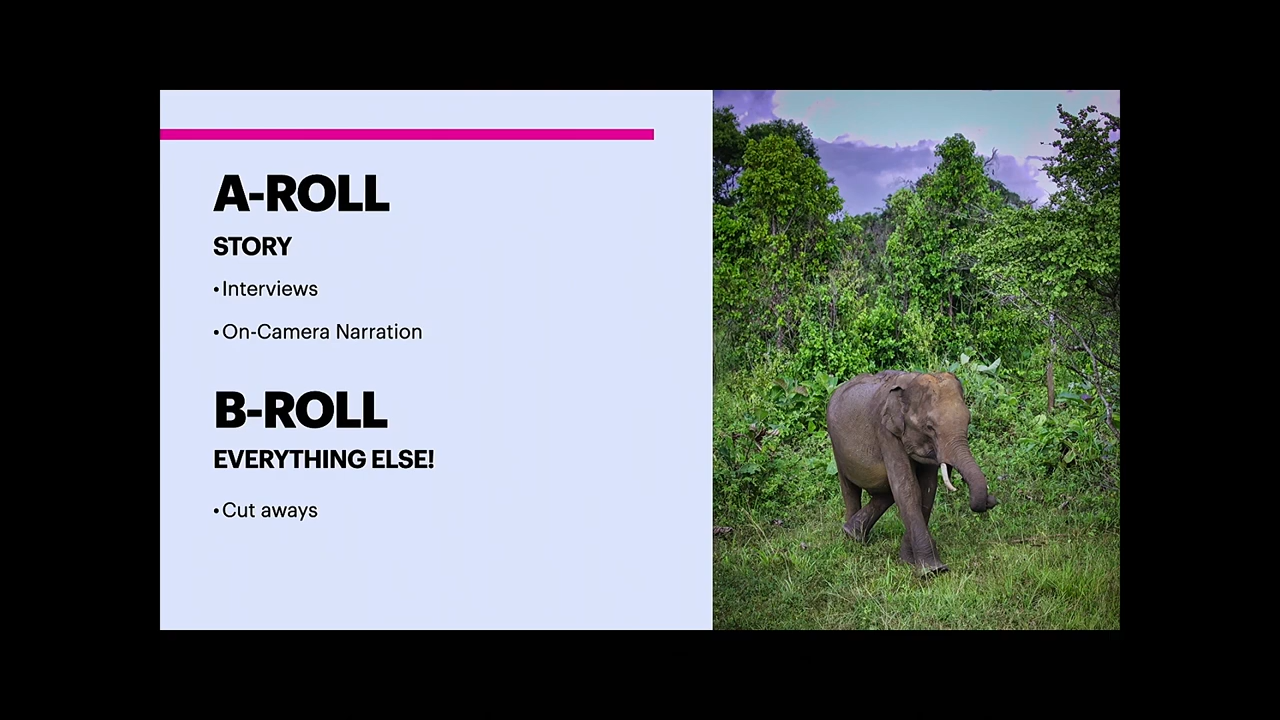 A-ROLL
STORY
•Interviews
•On-Camera Narration
B-ROLL
EVERYTHING ELSE!
•Cut aways